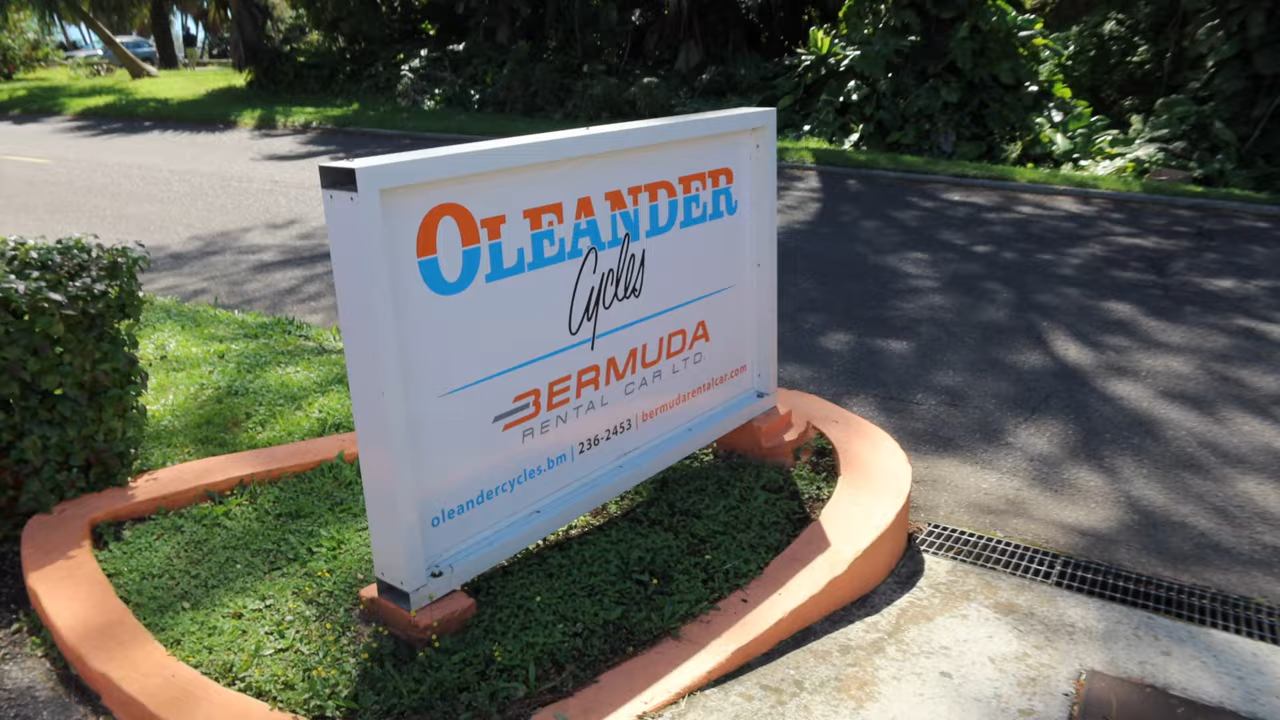 OLEANDER
Cycles
BERMUDA
RENTAL CAR LTD.
oleandercycles.bm | 236-2453 | bermudarentalcar.com